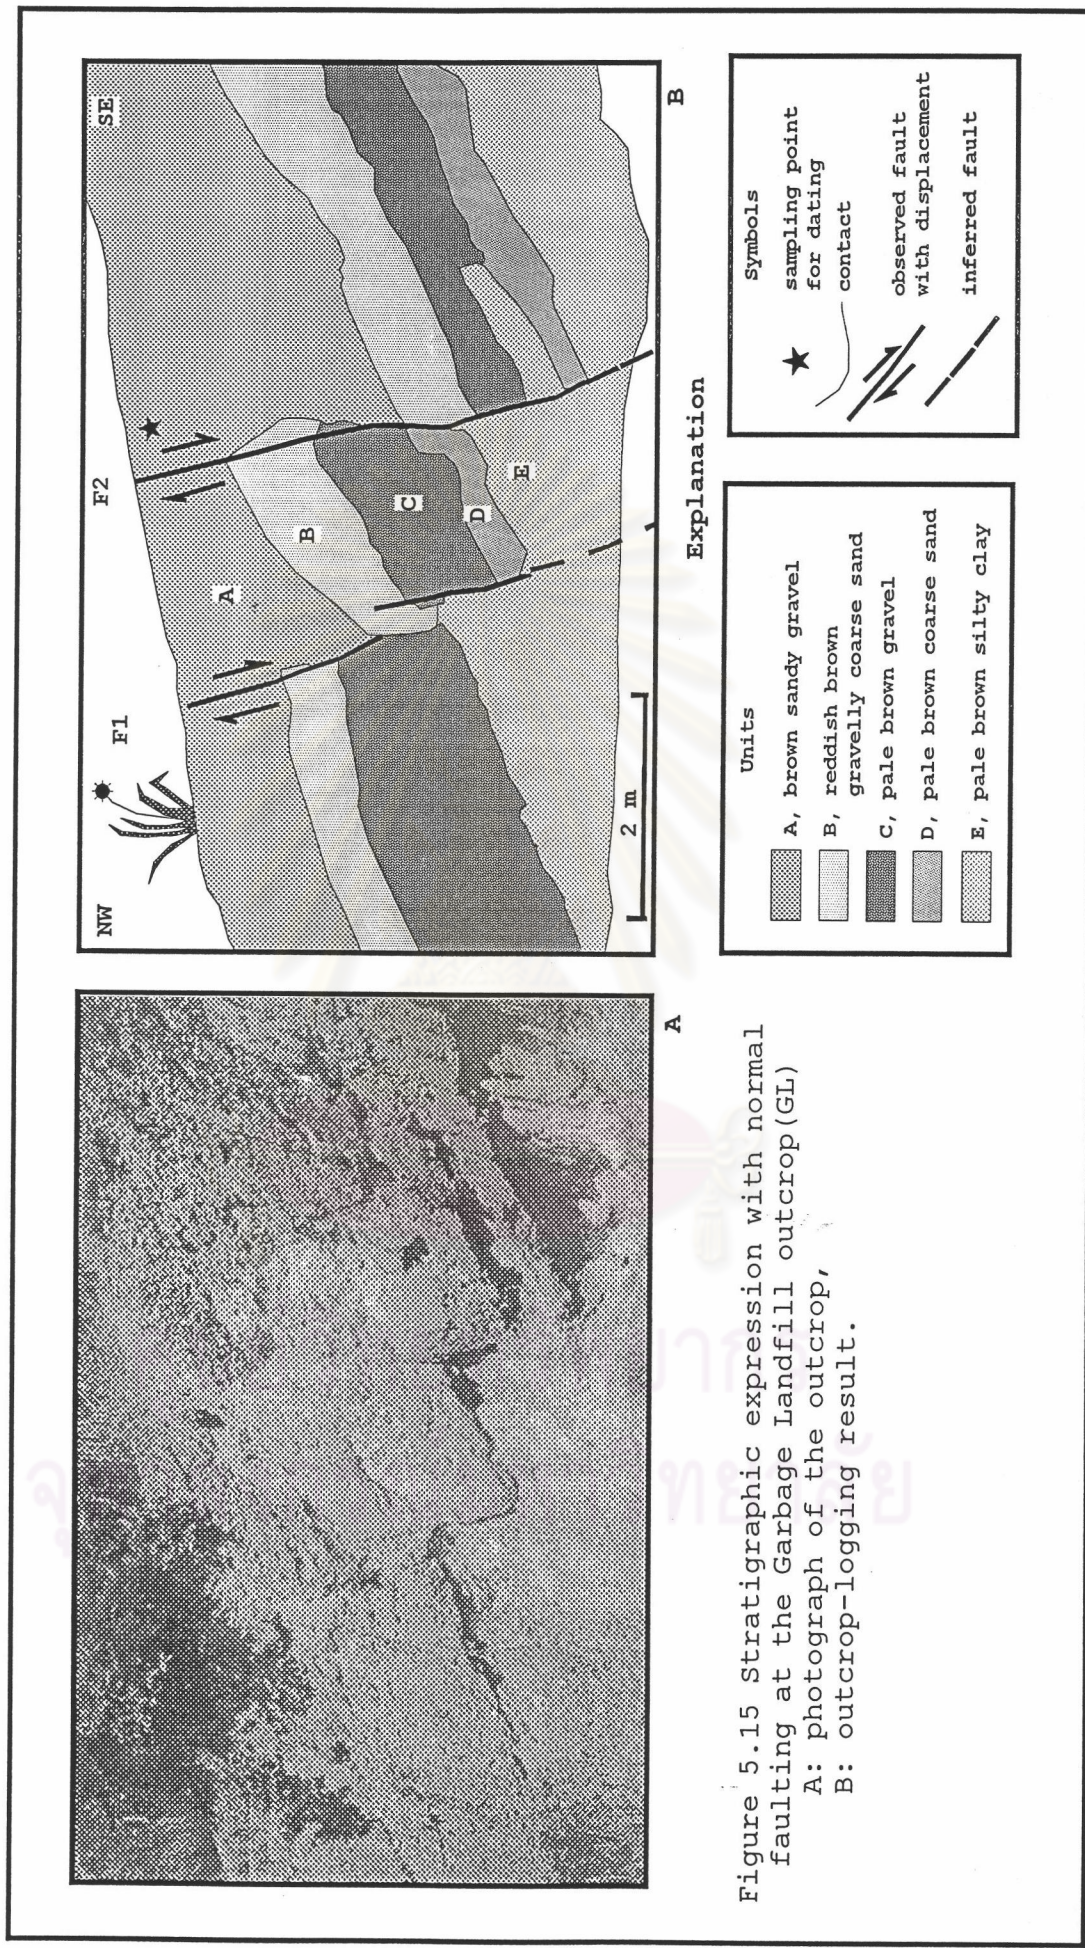 NW
F1
F2
SE
A
B
C
D
E
2 m
A
B
Explanation
Units
A, brown sandy gravel
B, reddish brown
gravelly coarse sand
C, pale brown gravel
D, pale brown coarse sand
E, pale brown silty clay
Symbols
sampling point
for dating
contact
observed fault
with displacement
inferred fault
Figure 5.15 Stratigraphic expression with normal
faulting at the Garbage Landfill outcrop(GL)
A: photograph of the outcrop,
B: outcrop-logging result.